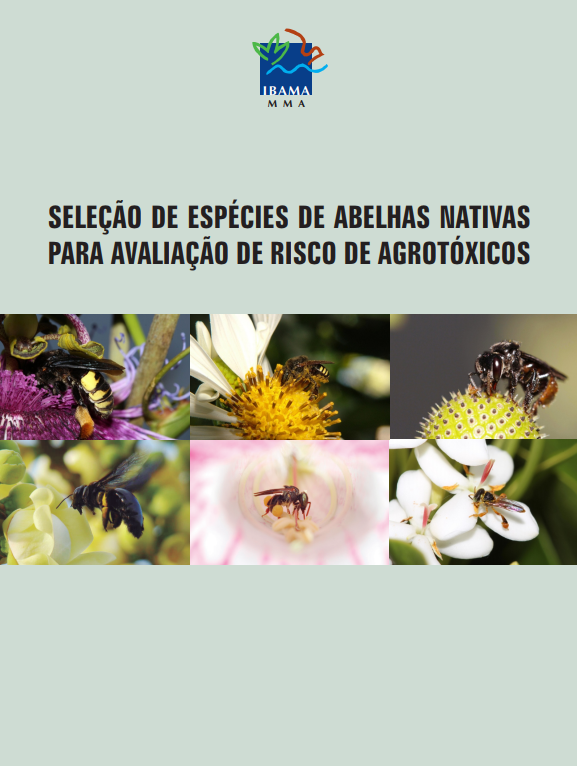 IBAMA
MMA
SELEÇÃO DE ESPÉCIES DE ABELHAS NATIVAS
PARA AVALIAÇÃO DE RISCO DE AGROTÓXICOS